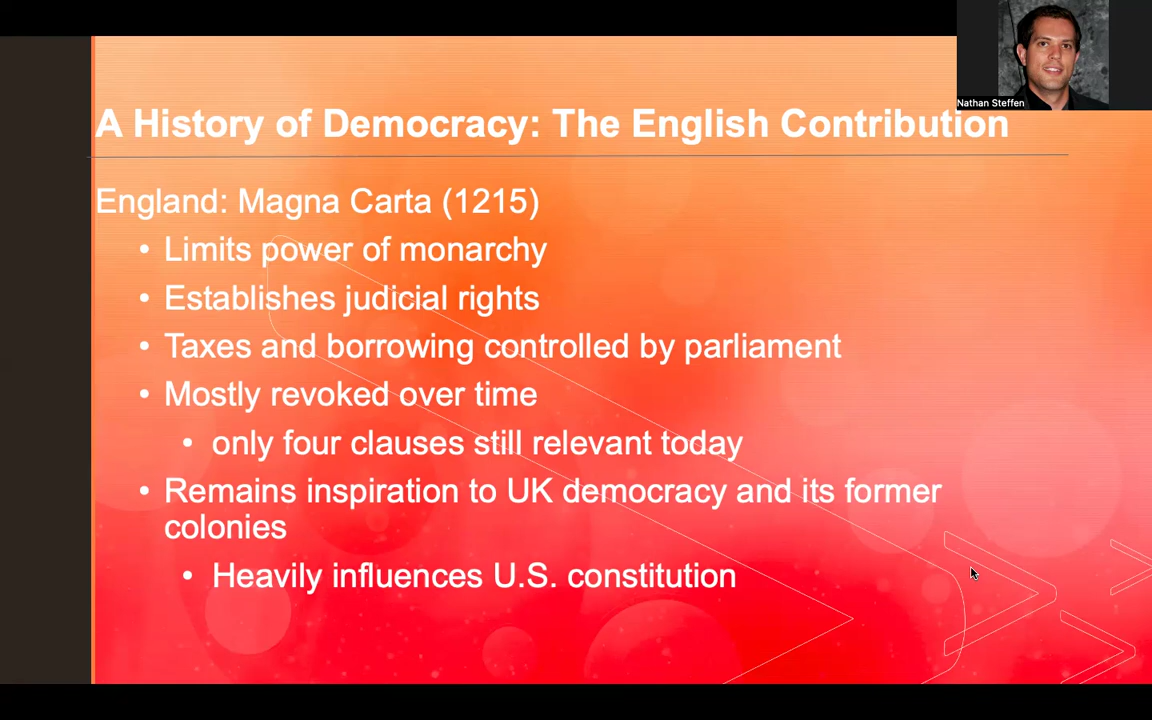 Nathan Steffen
A History of Democracy: The English Contribution
England: Magna Carta (1215)
• Limits power of monarchy
• Establishes judicial rights
• Taxes and borrowing controlled by parliament
• Mostly revoked over time
• only four clauses still relevant today
• Remains inspiration to UK democracy and its former
colonies
• Heavily influences U.S. constitution